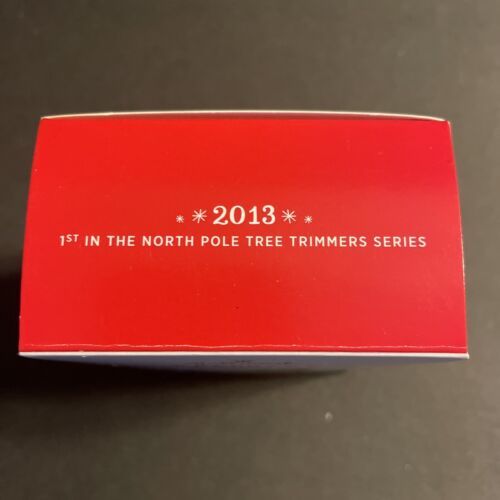 2013
1ST IN THE NORTH POLE TREE TRIMMERS SERIES